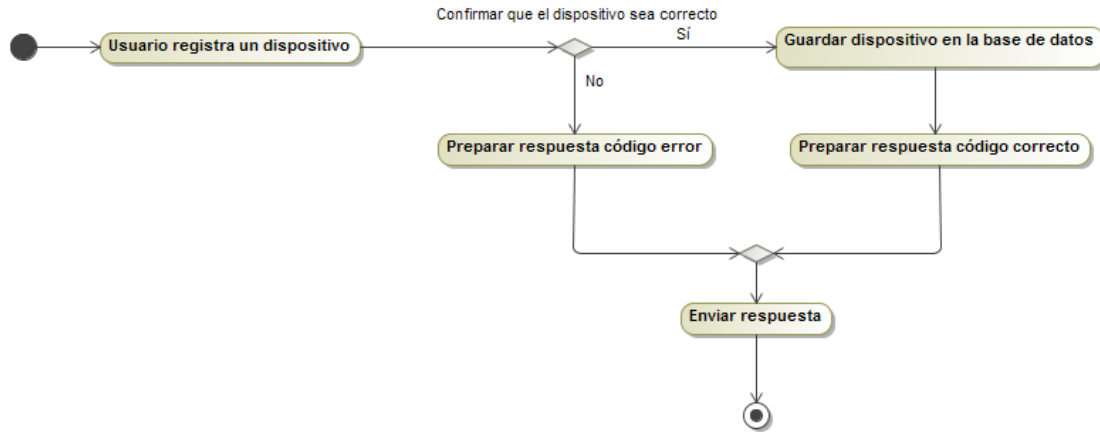 Confirmar que el dispositivo sea correcto
Usuario registra un dispositivo
Sí
Guardar dispositivo en la base de datos
No
Preparar respuesta código error
Preparar respuesta código correcto
Enviar respuesta